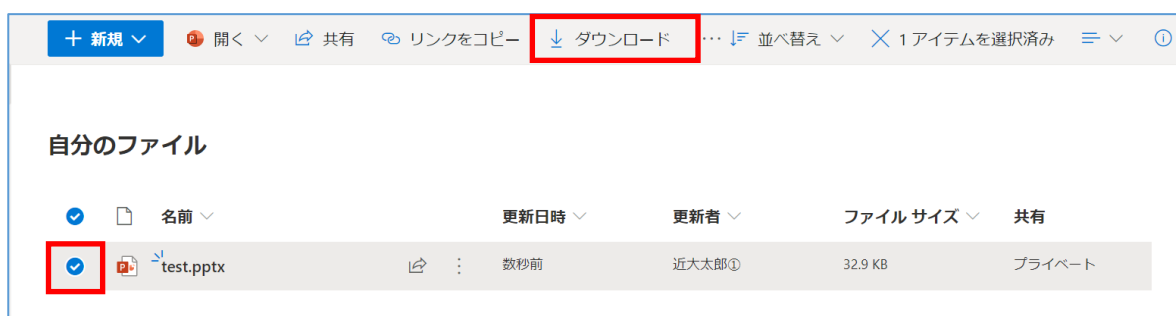 ＋ 新規 開く 共有 リンクをコピー ダウンロード … 並べ替え 1 アイテムを選択済み
自分のファイル
名前 更新日時 更新者 ファイル サイズ 共有
test.pptx 数秒前 近大太郎① 32.9 KB プライベート